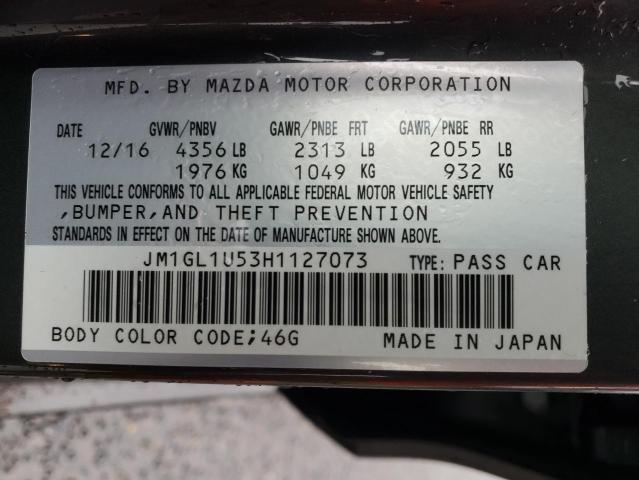 MFD. BY MAZDA MOTOR CORPORATION
DATE GVWR/PNBV GAWR/PNBE FRT GAWR/PNBE RR
12/16 4356 LB 2313 LB 2055 LB
1976 KG 1049 KG 932 KG
THIS VEHICLE CONFORMS TO ALL APPLICABLE FEDERAL MOTOR VEHICLE SAFETY
,BUMPER,AND THEFT PREVENTION
STANDARDS IN EFFECT ON THE DATE OF MANUFACTURE SHOWN ABOVE.
JM1GL1U53H1127073 TYPE: PASS CAR
BODY COLOR CODE;46G MADE IN JAPAN